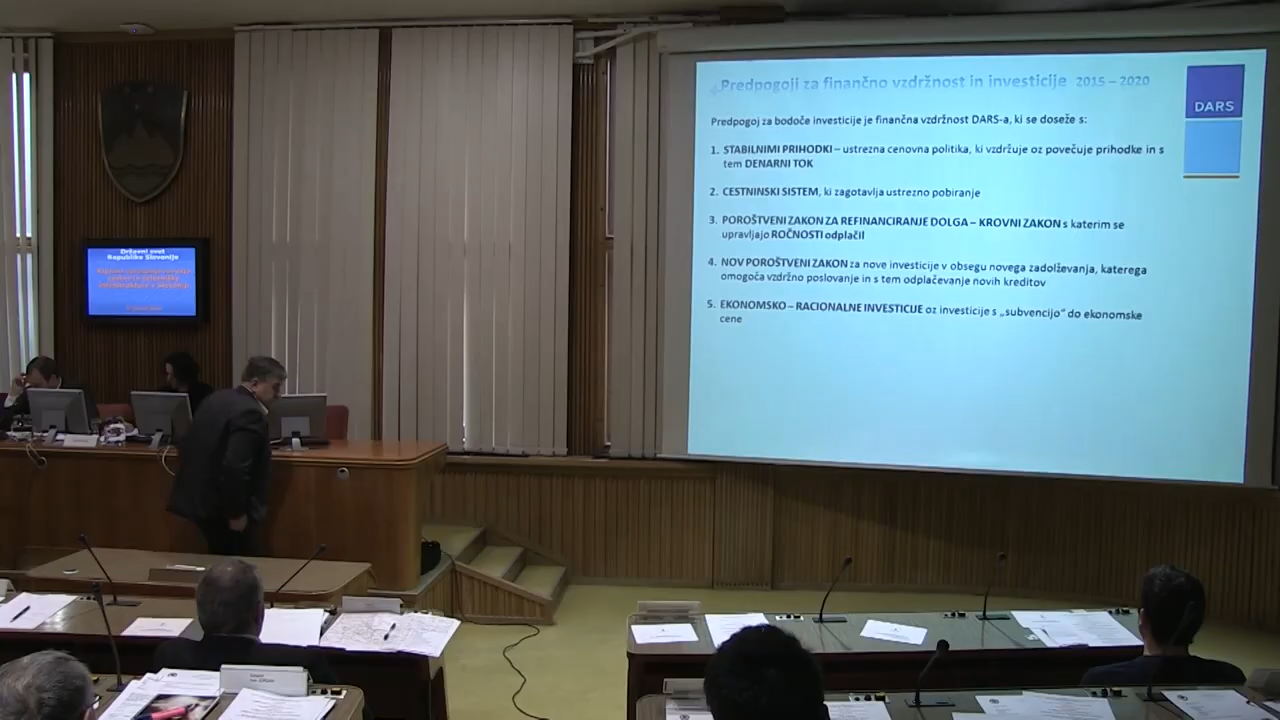 Predpogoji za finančno vzdržnost in investicije 2015 – 2020
DARS
Predpogoj za bodoče investicije je finančna vzdržnost DARS-a, ki se doseže s:
1. STABILNIMI PRIHODKI – ustrezna cenovna politika, ki vzdržuje oz povečuje prihodke in s
tem DENARNI TOK
2. CESTNINSKI SISTEM, ki zagotavlja ustrezno pobiranje
3. POROŠTVENI ZAKON ZA REFINANCIRANJE DOLGA – KROVNI ZAKON s katerim se
upravljajo ROČNOSTI odplačil
4. NOV POROŠTVENI ZAKON za nove investicije v obsegu novega zadolževanja, katerega
omogoča vzdržno poslovanje in s tem odplačevanje novih kreditov
5. EKONOMSKO – RACIONALNE INVESTICIJE oz investicije s „subvencijo" do ekonomske
cene
Državni svet
Republike Slovenije